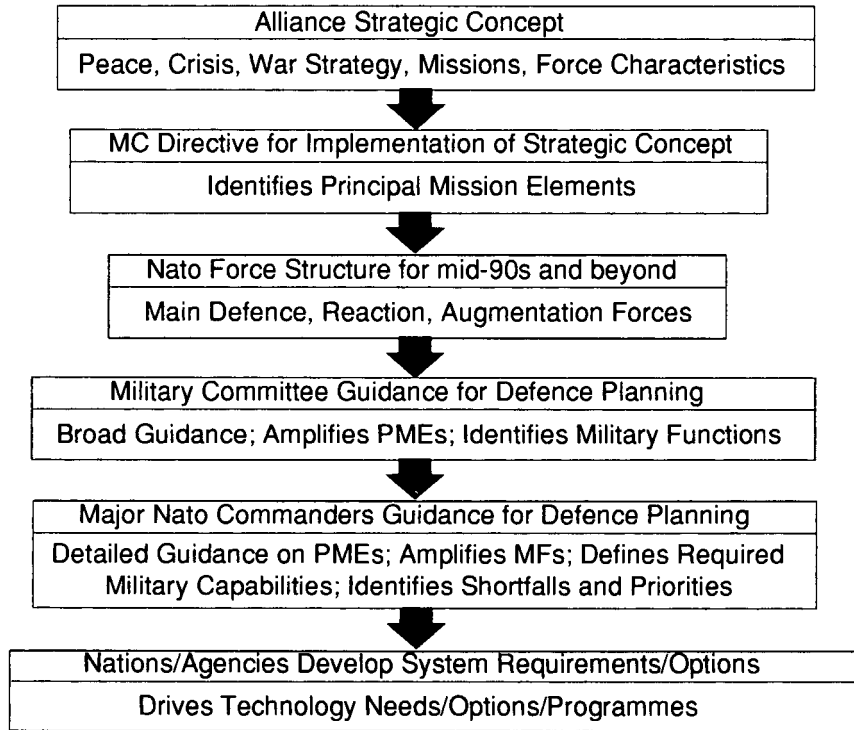 Alliance Strategic Concept
Peace, Crisis, War Strategy, Missions, Force Characteristics
MC Directive for Implementation of Strategic Concept
Identifies Principal Mission Elements
Nato Force Structure for mid-90s and beyond
Main Defence, Reaction, Augmentation Forces
Military Committee Guidance for Defence Planning
Broad Guidance; Amplifies PMEs; Identifies Military Functions
Major Nato Commanders Guidance for Defence Planning
Detailed Guidance on PMEs; Amplifies MFs; Defines Required
Military Capabilities; Identifies Shortfalls and Priorities
Nations/Agencies Develop System Requirements/Options
Drives Technology Needs/Options/Programmes